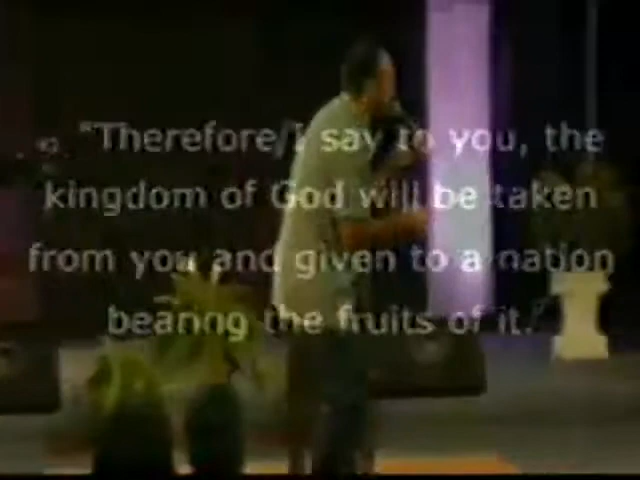 "Therefore I say to you, the
kingdom of God will be taken
from you and given to a nation
bearing the fruits of it."